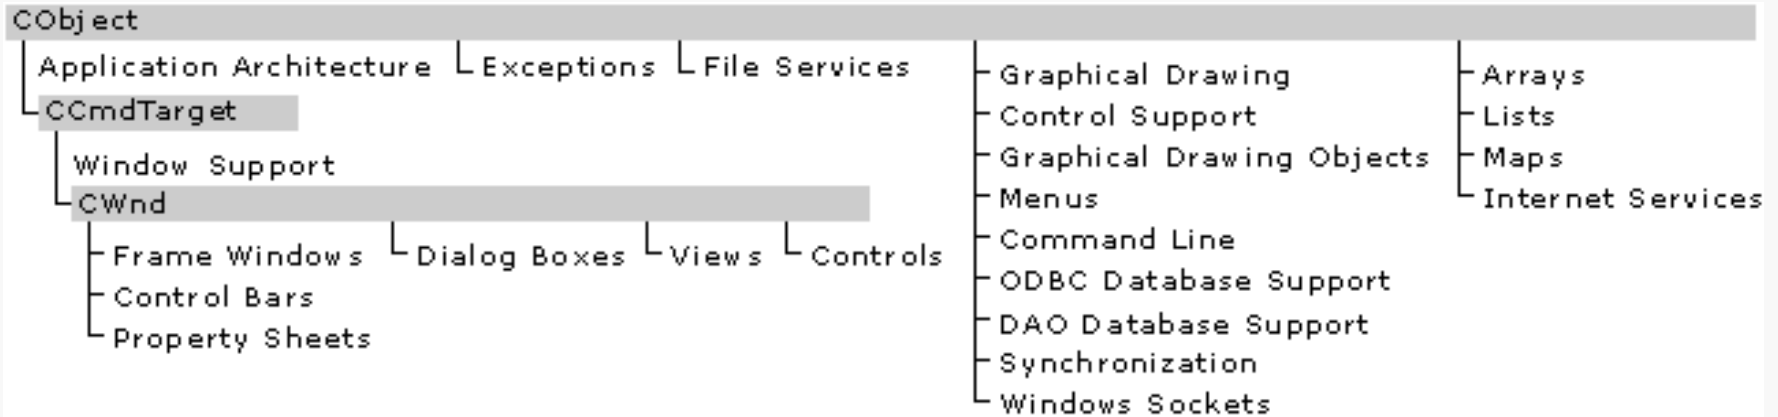 CObject
Application Architecture
Exceptions
File Services
CCmdTarget
Window Support
CWnd
Frame Windows
Control Bars
Property Sheets
Dialog Boxes
Views
Controls
Graphical Drawing
Control Support
Graphical Drawing Objects
Menus
Command Line
ODBC Database Support
DAO Database Support
Synchronization
Windows Sockets
Arrays
Lists
Maps
Internet Services